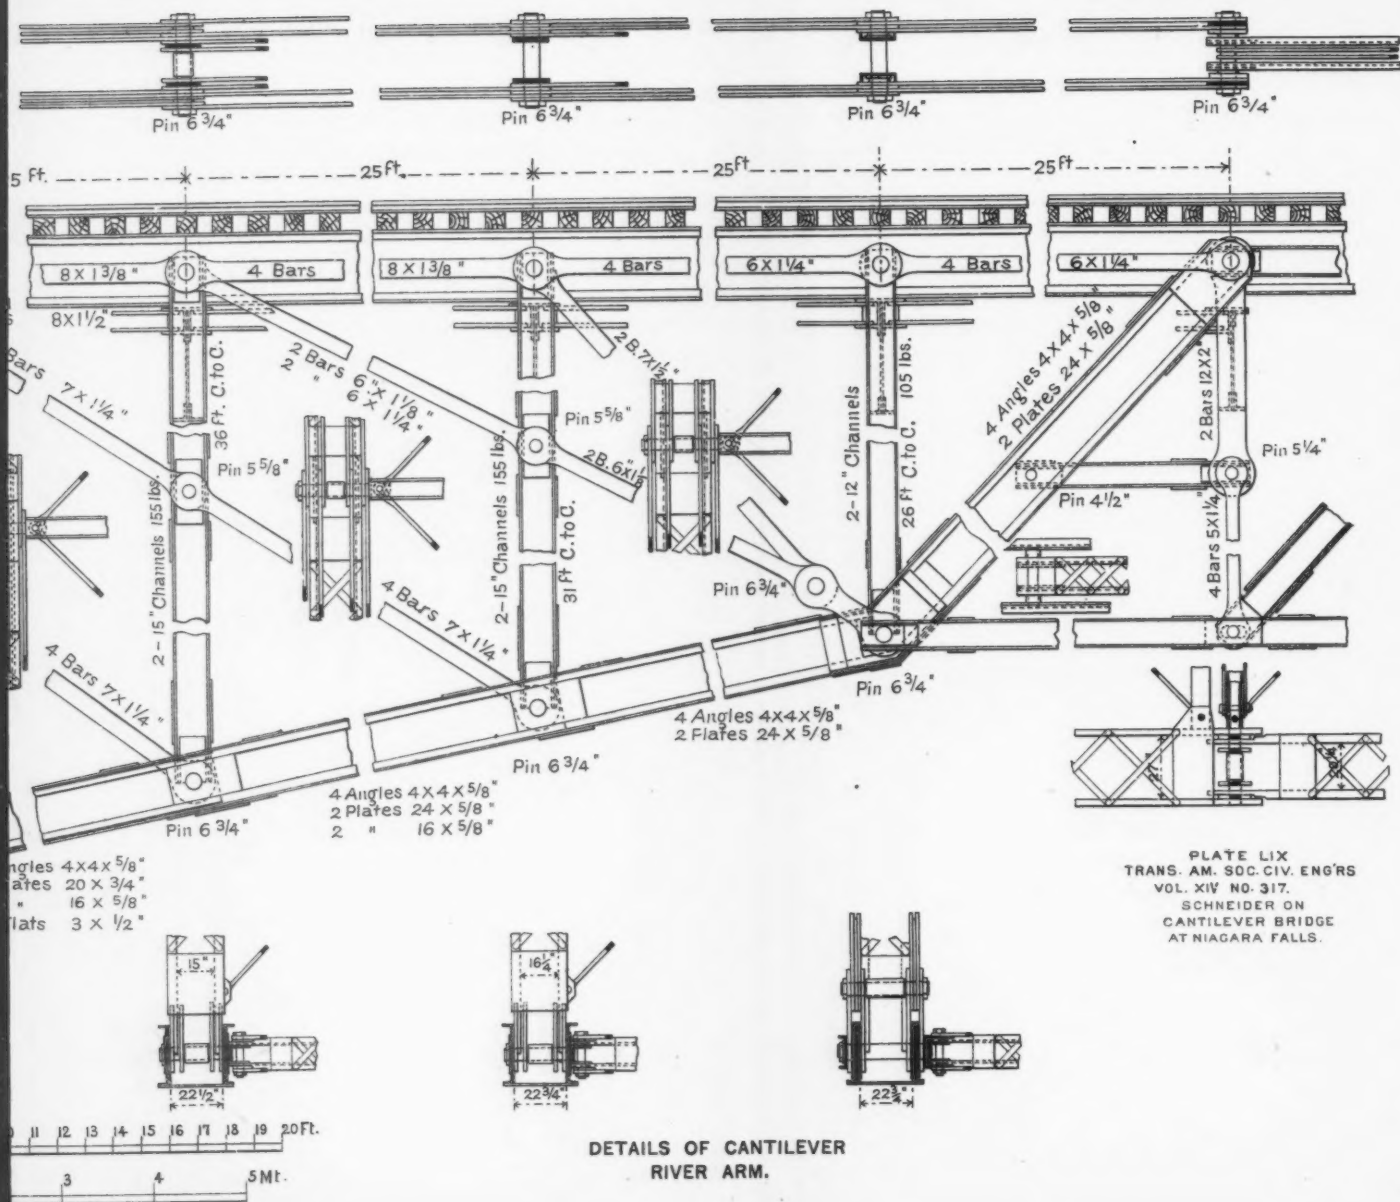 Pin 6 3/4"
Pin 6 3/4"
Pin 6 3/4"
Pin 6 3/4"
5 ft.
25 ft.
25 ft
25 ft
8 X 1 3/8"
4 Bars
8 X 1 3/8"
4 Bars
6 X 1 1/4"
4 Bars
6 X 1 1/4"
1
8 X 1 1/2"
Bars 7 X 1 1/4"
36 ft. C. to C.
2 Bars 6" X 1 1/8"
2 " 6 X 1 1/4"
2 B. 7 X 1 1/2"
Pin 5 5/8"
Pin 5 5/8"
2-15" Channels 155 lbs.
2-15" Channels 155 lbs.
31 ft C. to C.
2-12" Channels 105 lbs.
26 ft C. to C.
4 Angles 4 X 4 X 5/8"
2 Plates 24 X 5/8"
2 Bars 12 X 2"
Pin 5 1/4"
Pin 4 1/2"
4 Bars 5 X 1 1/4"
Pin 6 3/4"
4 Bars 7 X 1 1/4"
4 Bars 7 X 1 1/4"
Pin 6 3/4"
4 Angles 4 X 4 X 5/8"
2 Plates 24 X 5/8"
Pin 6 3/4"
4 Angles 4 X 4 X 5/8"
2 Plates 24 X 5/8"
2 " 16 X 5/8"
Pin 6 3/4"
27"
ngles 4 X 4 X 5/8"
ates 20 X 3/4"
" 16 X 5/8"
lats 3 X 1/2"
PLATE LIX
TRANS. AM. SOC. CIV. ENG'RS
VOL. XIV NO. 317.
SCHNEIDER ON
CANTILEVER BRIDGE
AT NIAGARA FALLS.
15"
16 1/4"
22 1/2"
22 3/4"
22 3/4"
11 12 13 14 15 16 17 18 19 20 Ft.
3 4 5 Mt.
DETAILS OF CANTILEVER
RIVER ARM.